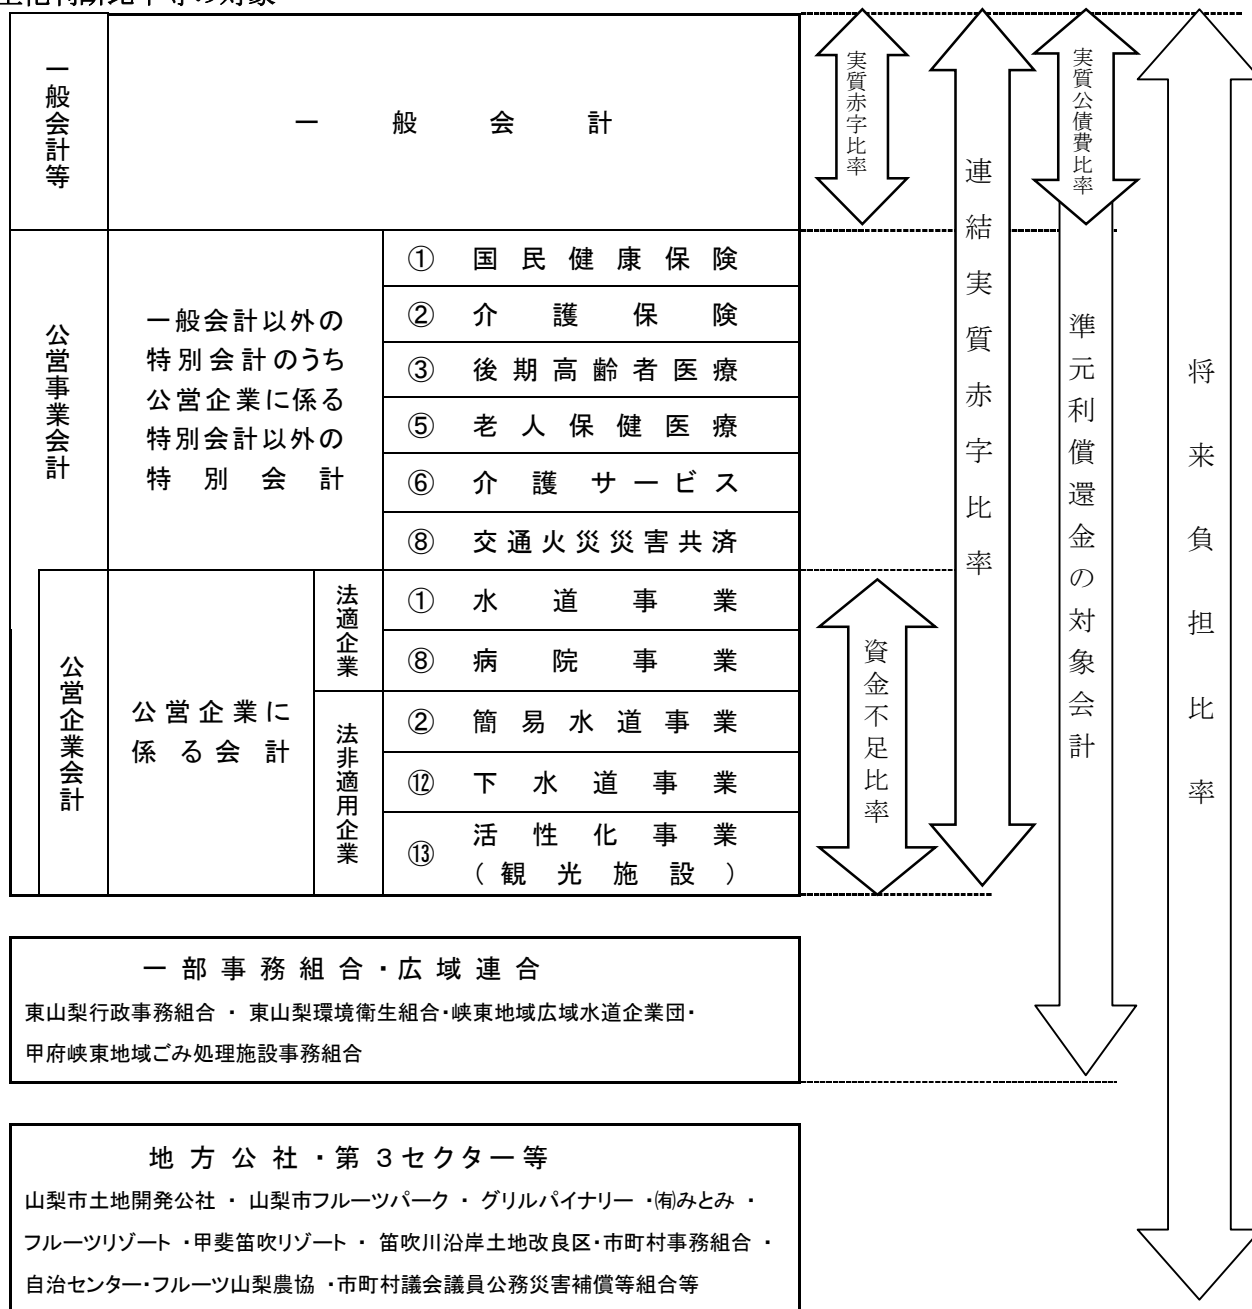 一般会計等
一般会計
公営事業会計
一般会計以外の
特別会計のうち
公営企業に係る
特別会計以外の
特別会計
① 国民健康保険
② 介護保険
③ 後期高齢者医療
⑤ 老人保健医療
⑥ 介護サービス
⑧ 交通火災災害共済
公営企業会計
公営企業に
係る会計
法適企業
① 水道事業
⑧ 病院事業
法非適用企業
② 簡易水道事業
⑫ 下水道事業
⑬ 活性化事業
（観光施設）
実質赤字比率
連結実質赤字比率
実質公債費比率
準元利償還金の対象会計
将来負担比率
資金不足比率
一部事務組合・広域連合
東山梨行政事務組合 ・ 東山梨環境衛生組合・峡東地域広域水道企業団・
甲府峡東地域ごみ処理施設事務組合
地方公社・第3セクター等
山梨市土地開発公社 ・ 山梨市フルーツパーク ・ グリルパイナリー ・㈲みとみ ・
フルーツリゾート ・甲斐笛吹リゾート ・ 笛吹川沿岸土地改良区・市町村事務組合 ・
自治センター・フルーツ山梨農協 ・市町村議会議員公務災害補償等組合等